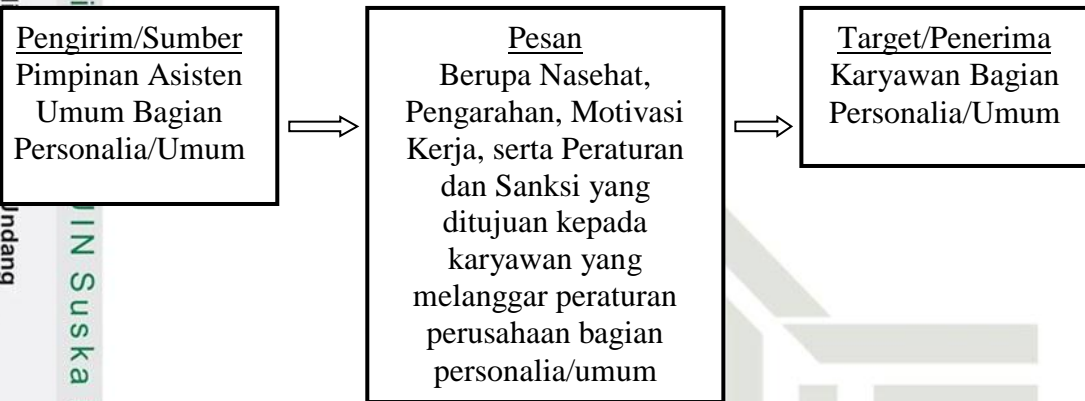 Pengirim/Sumber
Pimpinan Asisten
Umum Bagian
Personalia/Umum
Pesan
Berupa Nasehat,
Pengarahan, Motivasi
Kerja, serta Peraturan
dan Sanksi yang
ditujuan kepada
karyawan yang
melanggar peraturan
perusahaan bagian
personalia/umum
Target/Penerima
Karyawan Bagian
Personalia/Umum
UIN Suska
Undang